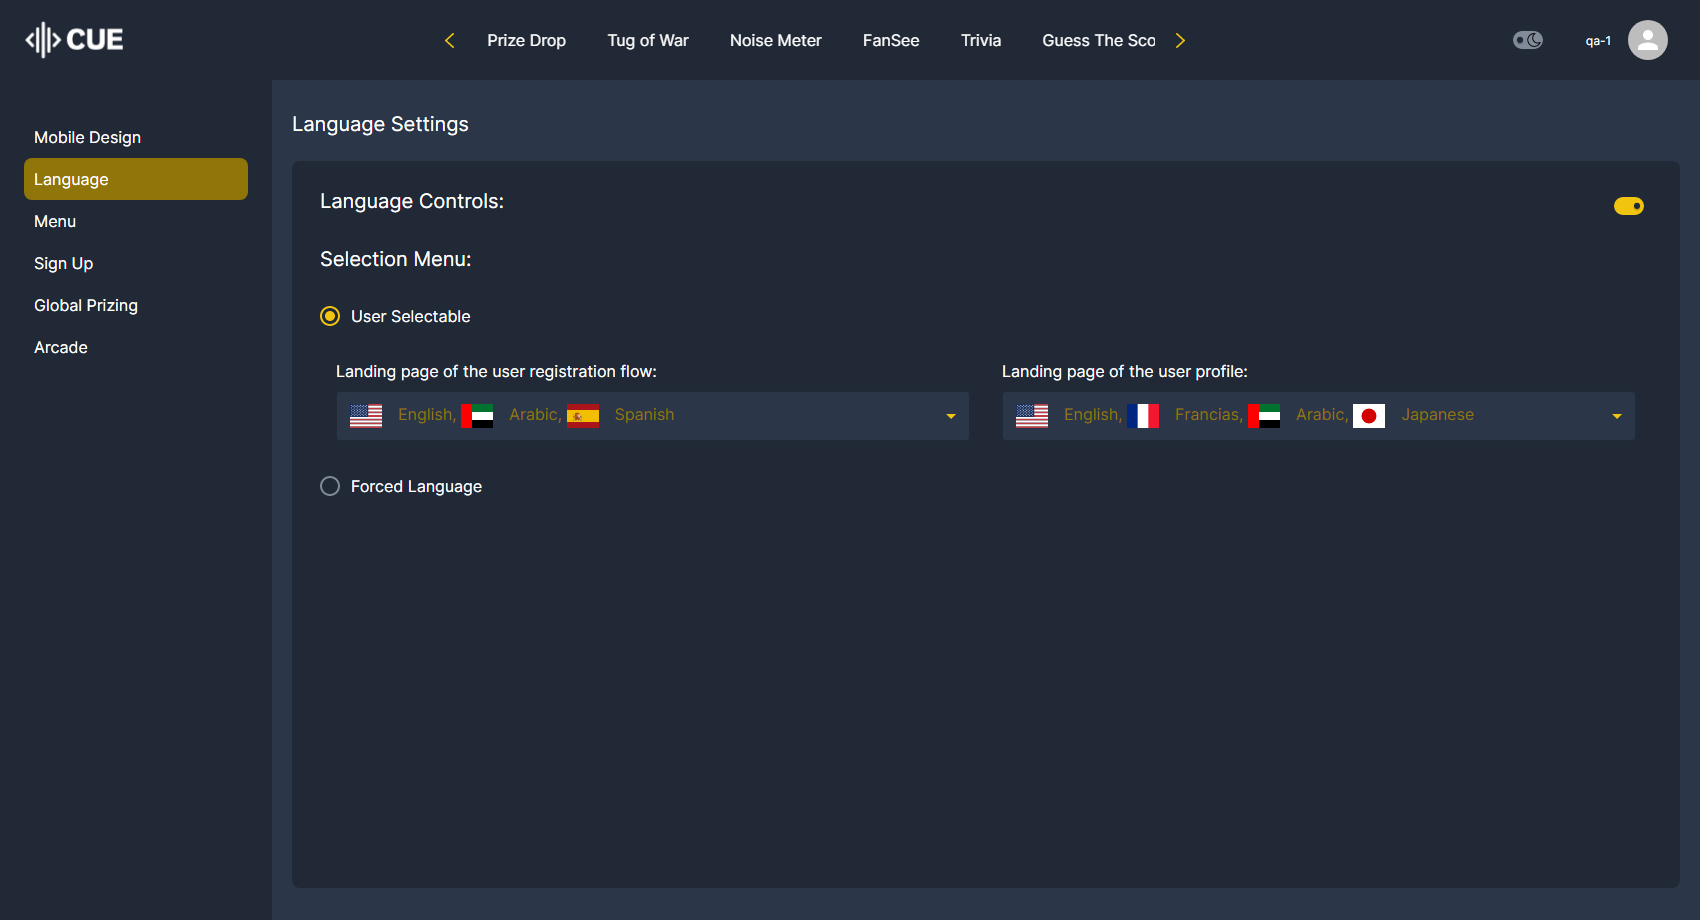 CUE
Prize Drop
Tug of War
Noise Meter
FanSee
Trivia
Guess The Sco
qa-1
Mobile Design
Language
Menu
Sign Up
Global Prizing
Arcade
Language Settings
Language Controls:
Selection Menu:
User Selectable
Landing page of the user registration flow:
English, Arabic, Spanish
Landing page of the user profile:
English, Francias, Arabic, Japanese
Forced Language